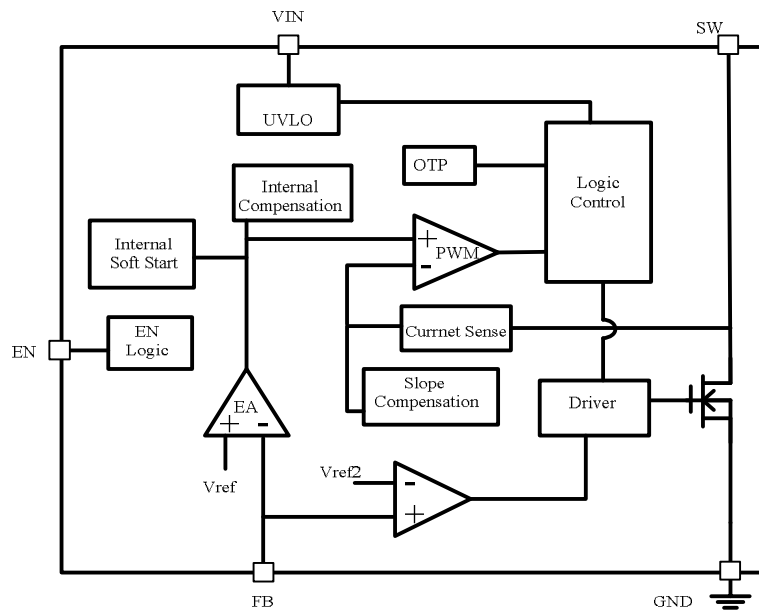 VIN
SW
UVLO
OTP
Internal
Compensation
Logic
Control
Internal
Soft Start
+
PWM
-
EN
EN
Logic
Currnet Sense
Slope
Compensation
EA
+ -
Driver
Vref
Vref2
-
+
FB
GND